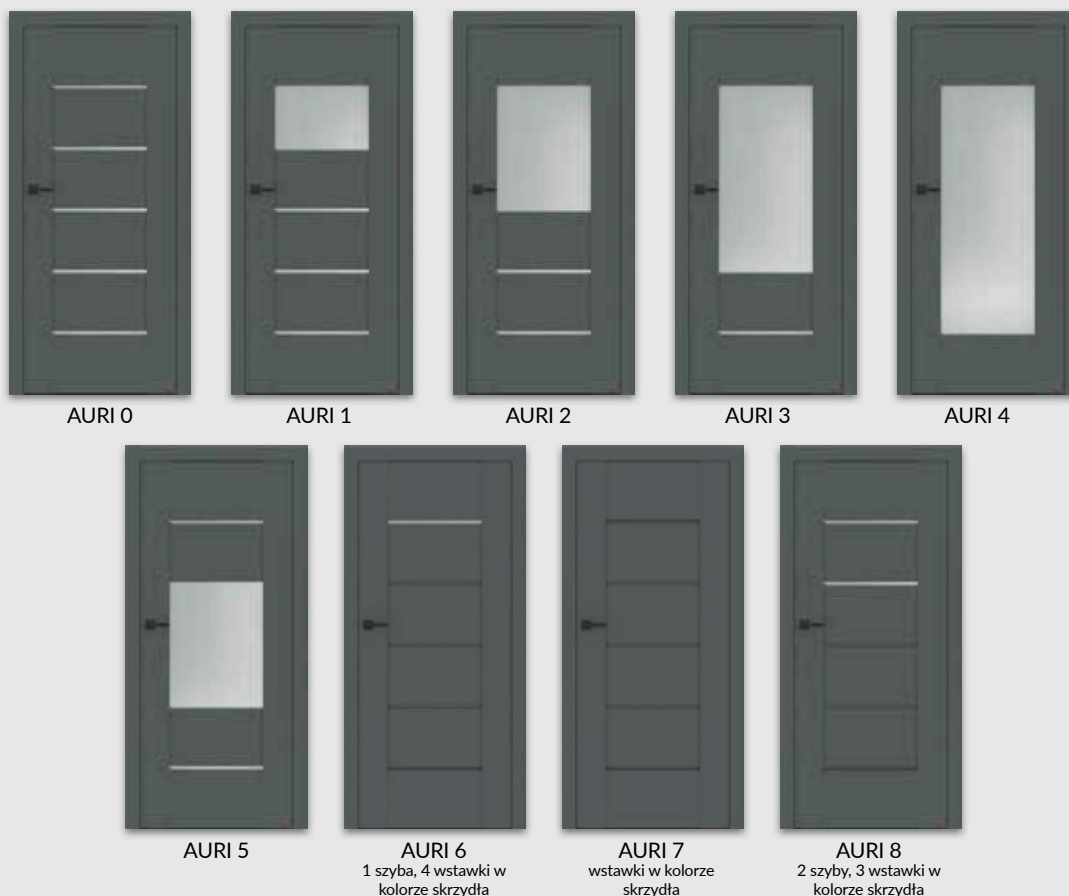 AURI 0
AURI 1
AURI 2
AURI 3
AURI 4
AURI 5
AURI 6
1 szyba, 4 wstawki w
kolorze skrzydła
AURI 7
wstawki w kolorze
skrzydła
AURI 8
2 szyby, 3 wstawki w
kolorze skrzydła